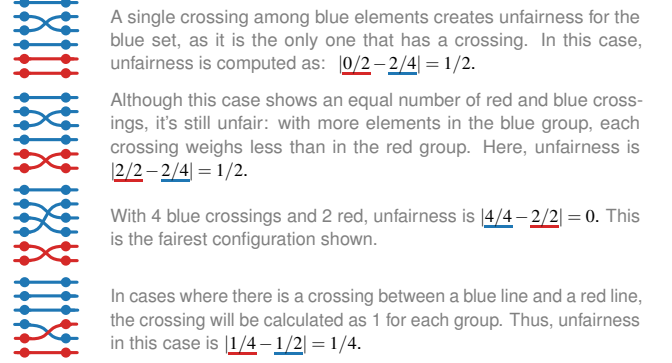 A single crossing among blue elements creates unfairness for the
blue set, as it is the only one that has a crossing. In this case,
unfairness is computed as: |0/2−2/4| = 1/2.
Although this case shows an equal number of red and blue cross-
ings, it's still unfair: with more elements in the blue group, each
crossing weighs less than in the red group. Here, unfairness is
|2/2−2/4| = 1/2.
With 4 blue crossings and 2 red, unfairness is |4/4−2/2| = 0. This
is the fairest configuration shown.
In cases where there is a crossing between a blue line and a red line,
the crossing will be calculated as 1 for each group. Thus, unfairness
in this case is |1/4−1/2| = 1/4.